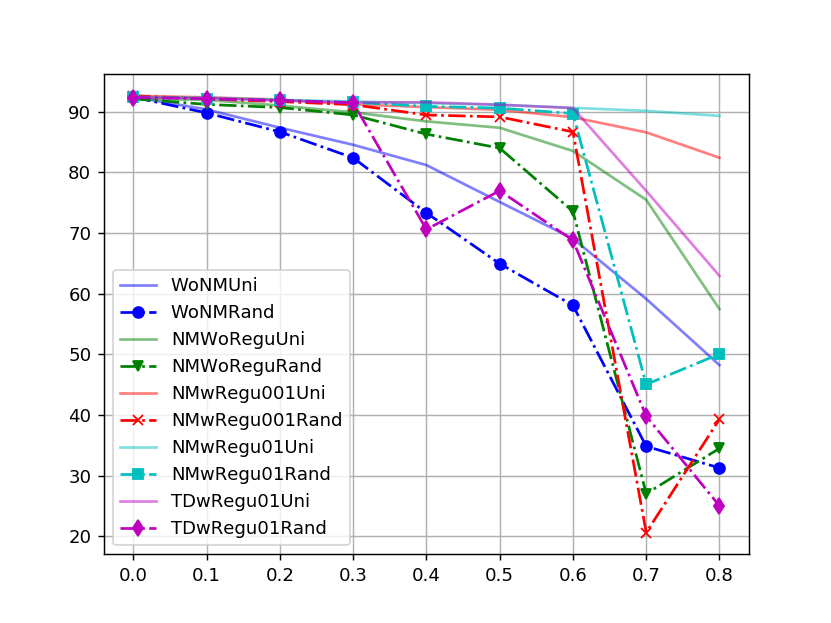 90
80
70
60
50
40
30
20
WoNMUni
WoNMRand
NMWoReguUni
NMWoReguRand
NMwRegu001Uni
NMwRegu001Rand
NMwRegu01Uni
NMwRegu01Rand
TDwRegu01Uni
TDwRegu01Rand
0.0 0.1 0.2 0.3 0.4 0.5 0.6 0.7 0.8